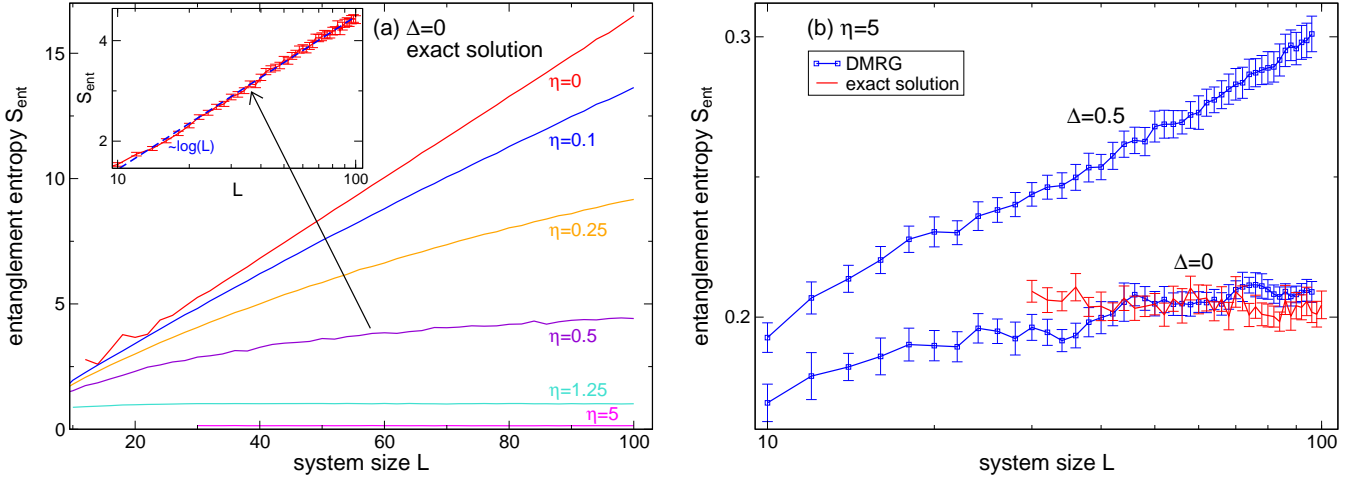 (a) Δ=0
exact solution
entanglement entropy S_ent
15
10
5
0
20
40
60
80
100
system size L
η=0
η=0.1
η=0.25
η=0.5
η=1.25
η=5
S_ent
4
2
10
100
L
~log(L)
(b) η=5
DMRG
exact solution
Δ=0.5
Δ=0
entanglement entropy S_ent
0.3
0.2
10
100
system size L